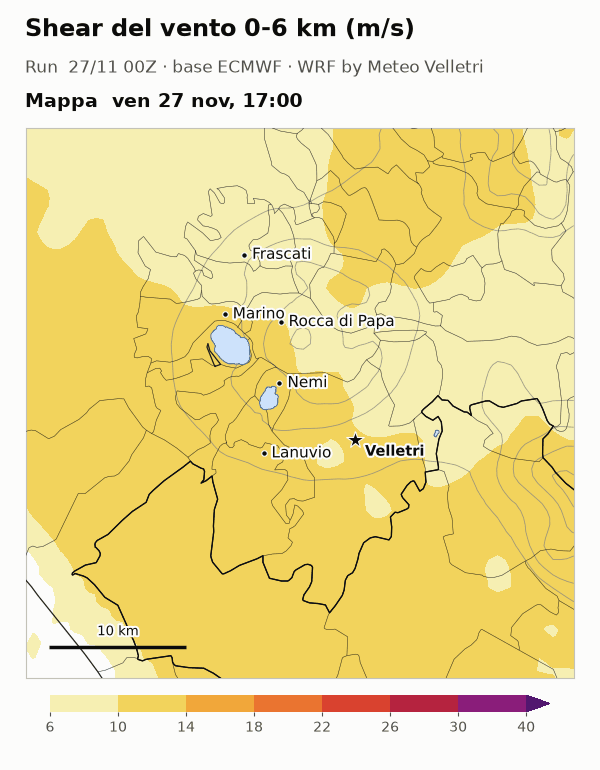 Shear del vento 0-6 km (m/s)
Run  27/11 00Z · base ECMWF · WRF by Meteo Velletri
Mappa  ven 27 nov, 17:00
Frascati
Marino
Rocca di Papa
Nemi
Velletri
Lanuvio
10 km
6 10 14 18 22 26 30 40